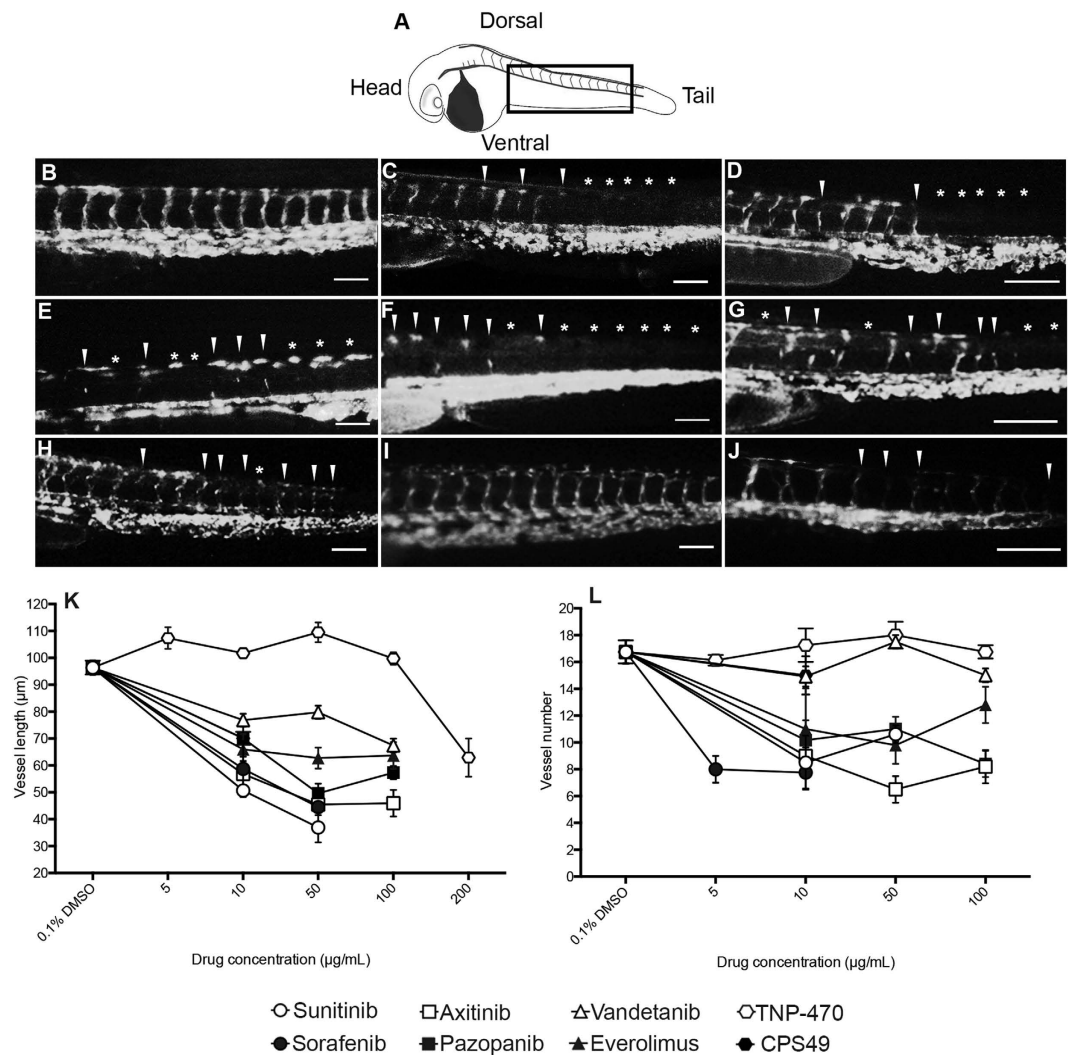 A
Dorsal
Head
Tail
Ventral
B
C
* * * * *
D
* * * * *
E
* * * * * *
F
* * * * * * *
G
* * * *
H
*
I
J
K
120
110
100
90
80
70
60
50
40
30
20
Vessel length (µm)
0.1% DMSO
5
10
50
100
200
Drug concentration (µg/mL)
L
20
18
16
14
12
10
8
6
4
2
0
Vessel number
0.1% DMSO
5
10
50
100
Drug concentration (µg/mL)
Sunitinib Axitinib Vandetanib TNP-470
Sorafenib Pazopanib Everolimus CPS49